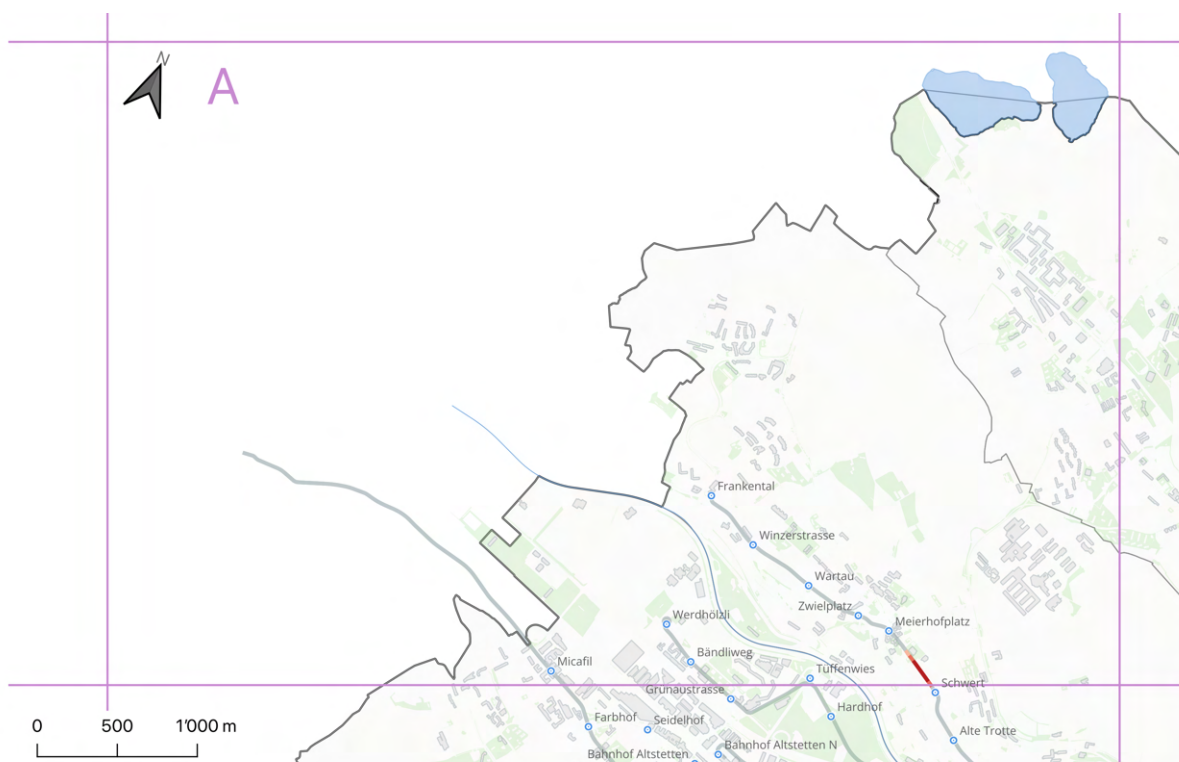 N
A
Frankental
Winzerstrasse
Wartau
Zwielplatz
Meierhofplatz
Werdhölzli
Bändliweg
Micafil
Tüffenwies
Schwert
Grünaustrasse
Hardhof
Farbhof
Seidelhof
Alte Trotte
Bahnhof Altstetten N
Bahnhof Altstetten
0 500 1'000 m